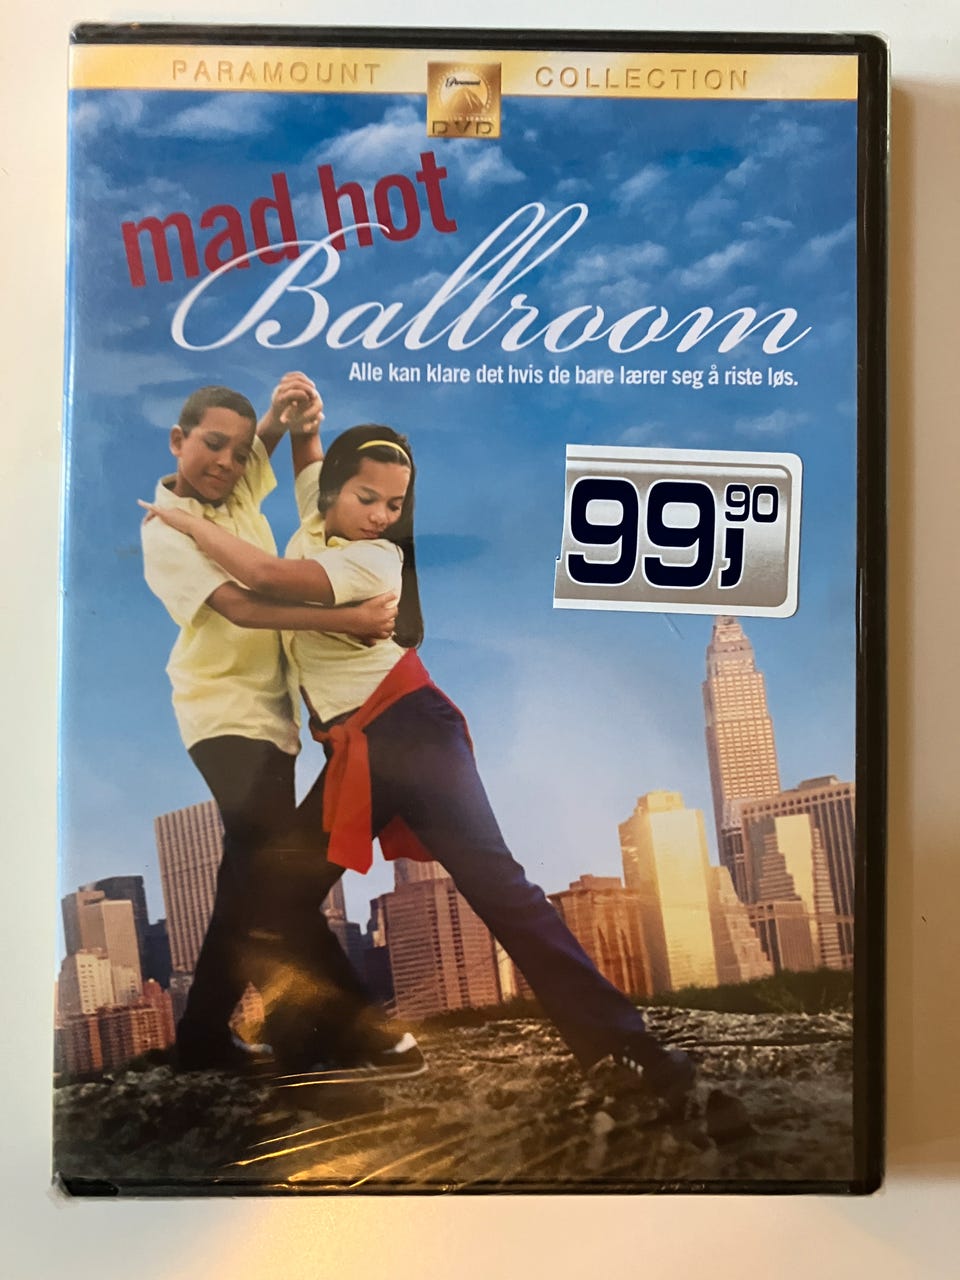 PARAMOUNT COLLECTION
Paramount
DVD
mad hot
Ballroom
Alle kan klare det hvis de bare lærer seg å riste løs.
99,90